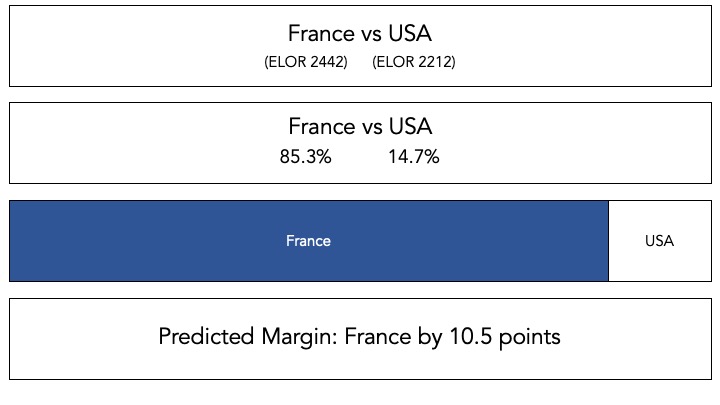 France vs USA
(ELOR 2442) (ELOR 2212)
France vs USA
85.3% 14.7%
France USA
Predicted Margin: France by 10.5 points